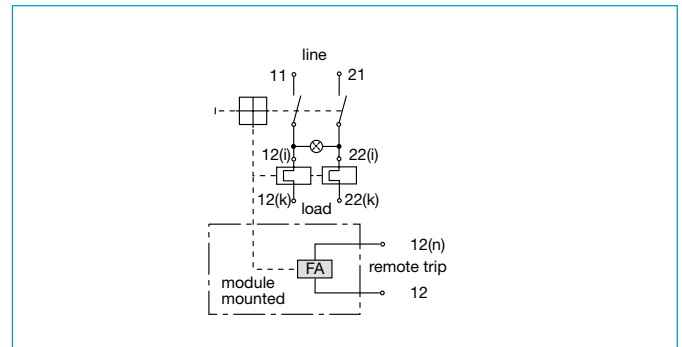 line
11 21
12(i) 22(i)
12(k) 22(k)
load
12(n)
FA remote trip
module
mounted
12